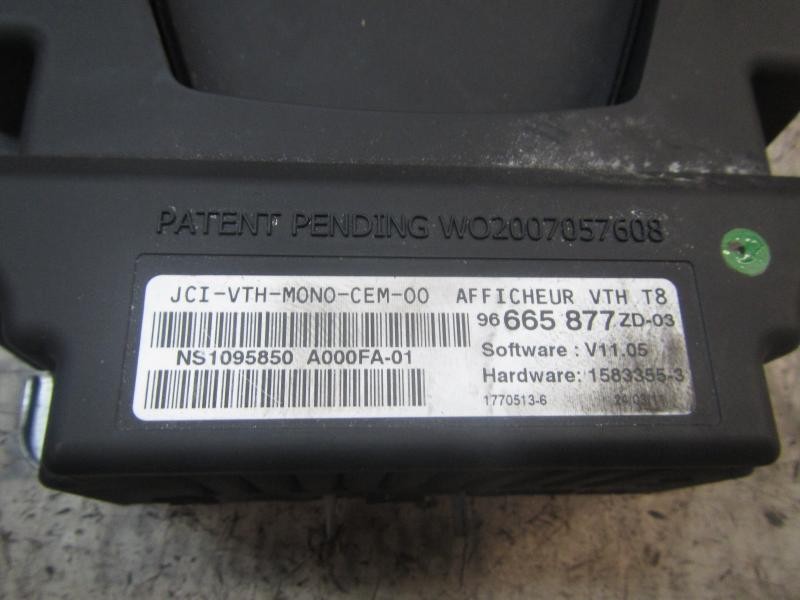 PATENT PENDING WO2007057608
JCI-VTH-MONO-CEM-00 AFFICHEUR VTH T8
96 665 877 ZD-03
NS1095850 A000FA-01
Software : V11.05
Hardware: 1583355-3
1770513-6